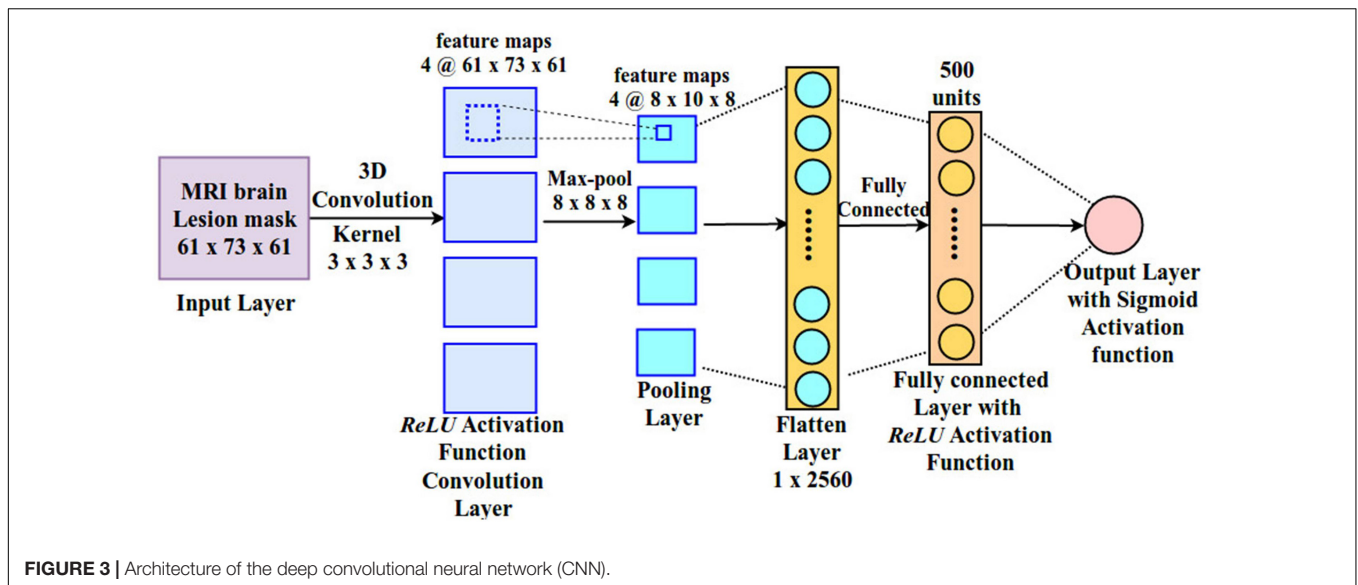 feature maps
4 @ 61 x 73 x 61
feature maps
4 @ 8 x 10 x 8
500
units
MRI brain
Lesion mask
61 x 73 x 61
Input Layer
3D
Convolution
Kernel
3 x 3 x 3
Max-pool
8 x 8 x 8
Fully
Connected
ReLU Activation
Function
Convolution
Layer
Pooling
Layer
Flatten
Layer
1 x 2560
Fully connected
Layer with
ReLU Activation
Function
Output Layer
with Sigmoid
Activation
function
FIGURE 3 | Architecture of the deep convolutional neural network (CNN).